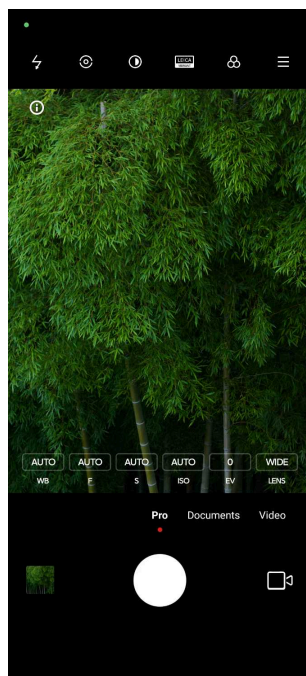 LEICA
AUTO AUTO AUTO AUTO 0 WIDE
WB F S ISO EV LENS
Pro Documents Video